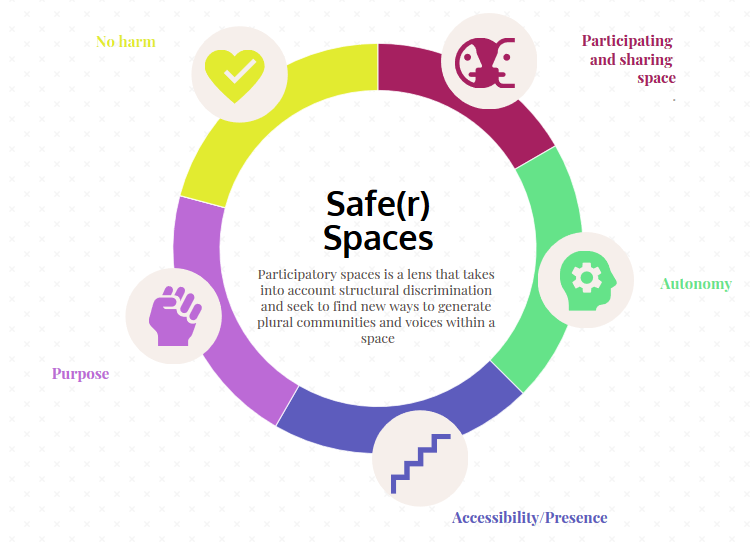 No harm
Participating
and sharing
space
.
Safe(r)
Spaces
Participatory spaces is a lens that takes
into account structural discrimination
and seek to find new ways to generate
plural communities and voices within a
space
Autonomy
Purpose
Accessibility/Presence